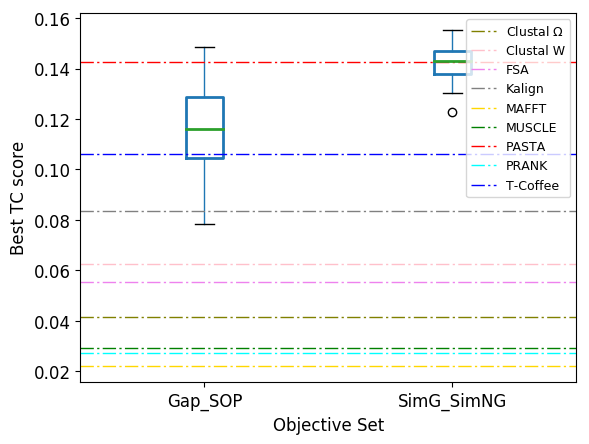 0.16
0.14
0.12
0.10
0.08
0.06
0.04
0.02
Best TC score
Clustal Ω
Clustal W
FSA
Kalign
MAFFT
MUSCLE
PASTA
PRANK
T-Coffee
Gap_SOP
SimG_SimNG
Objective Set